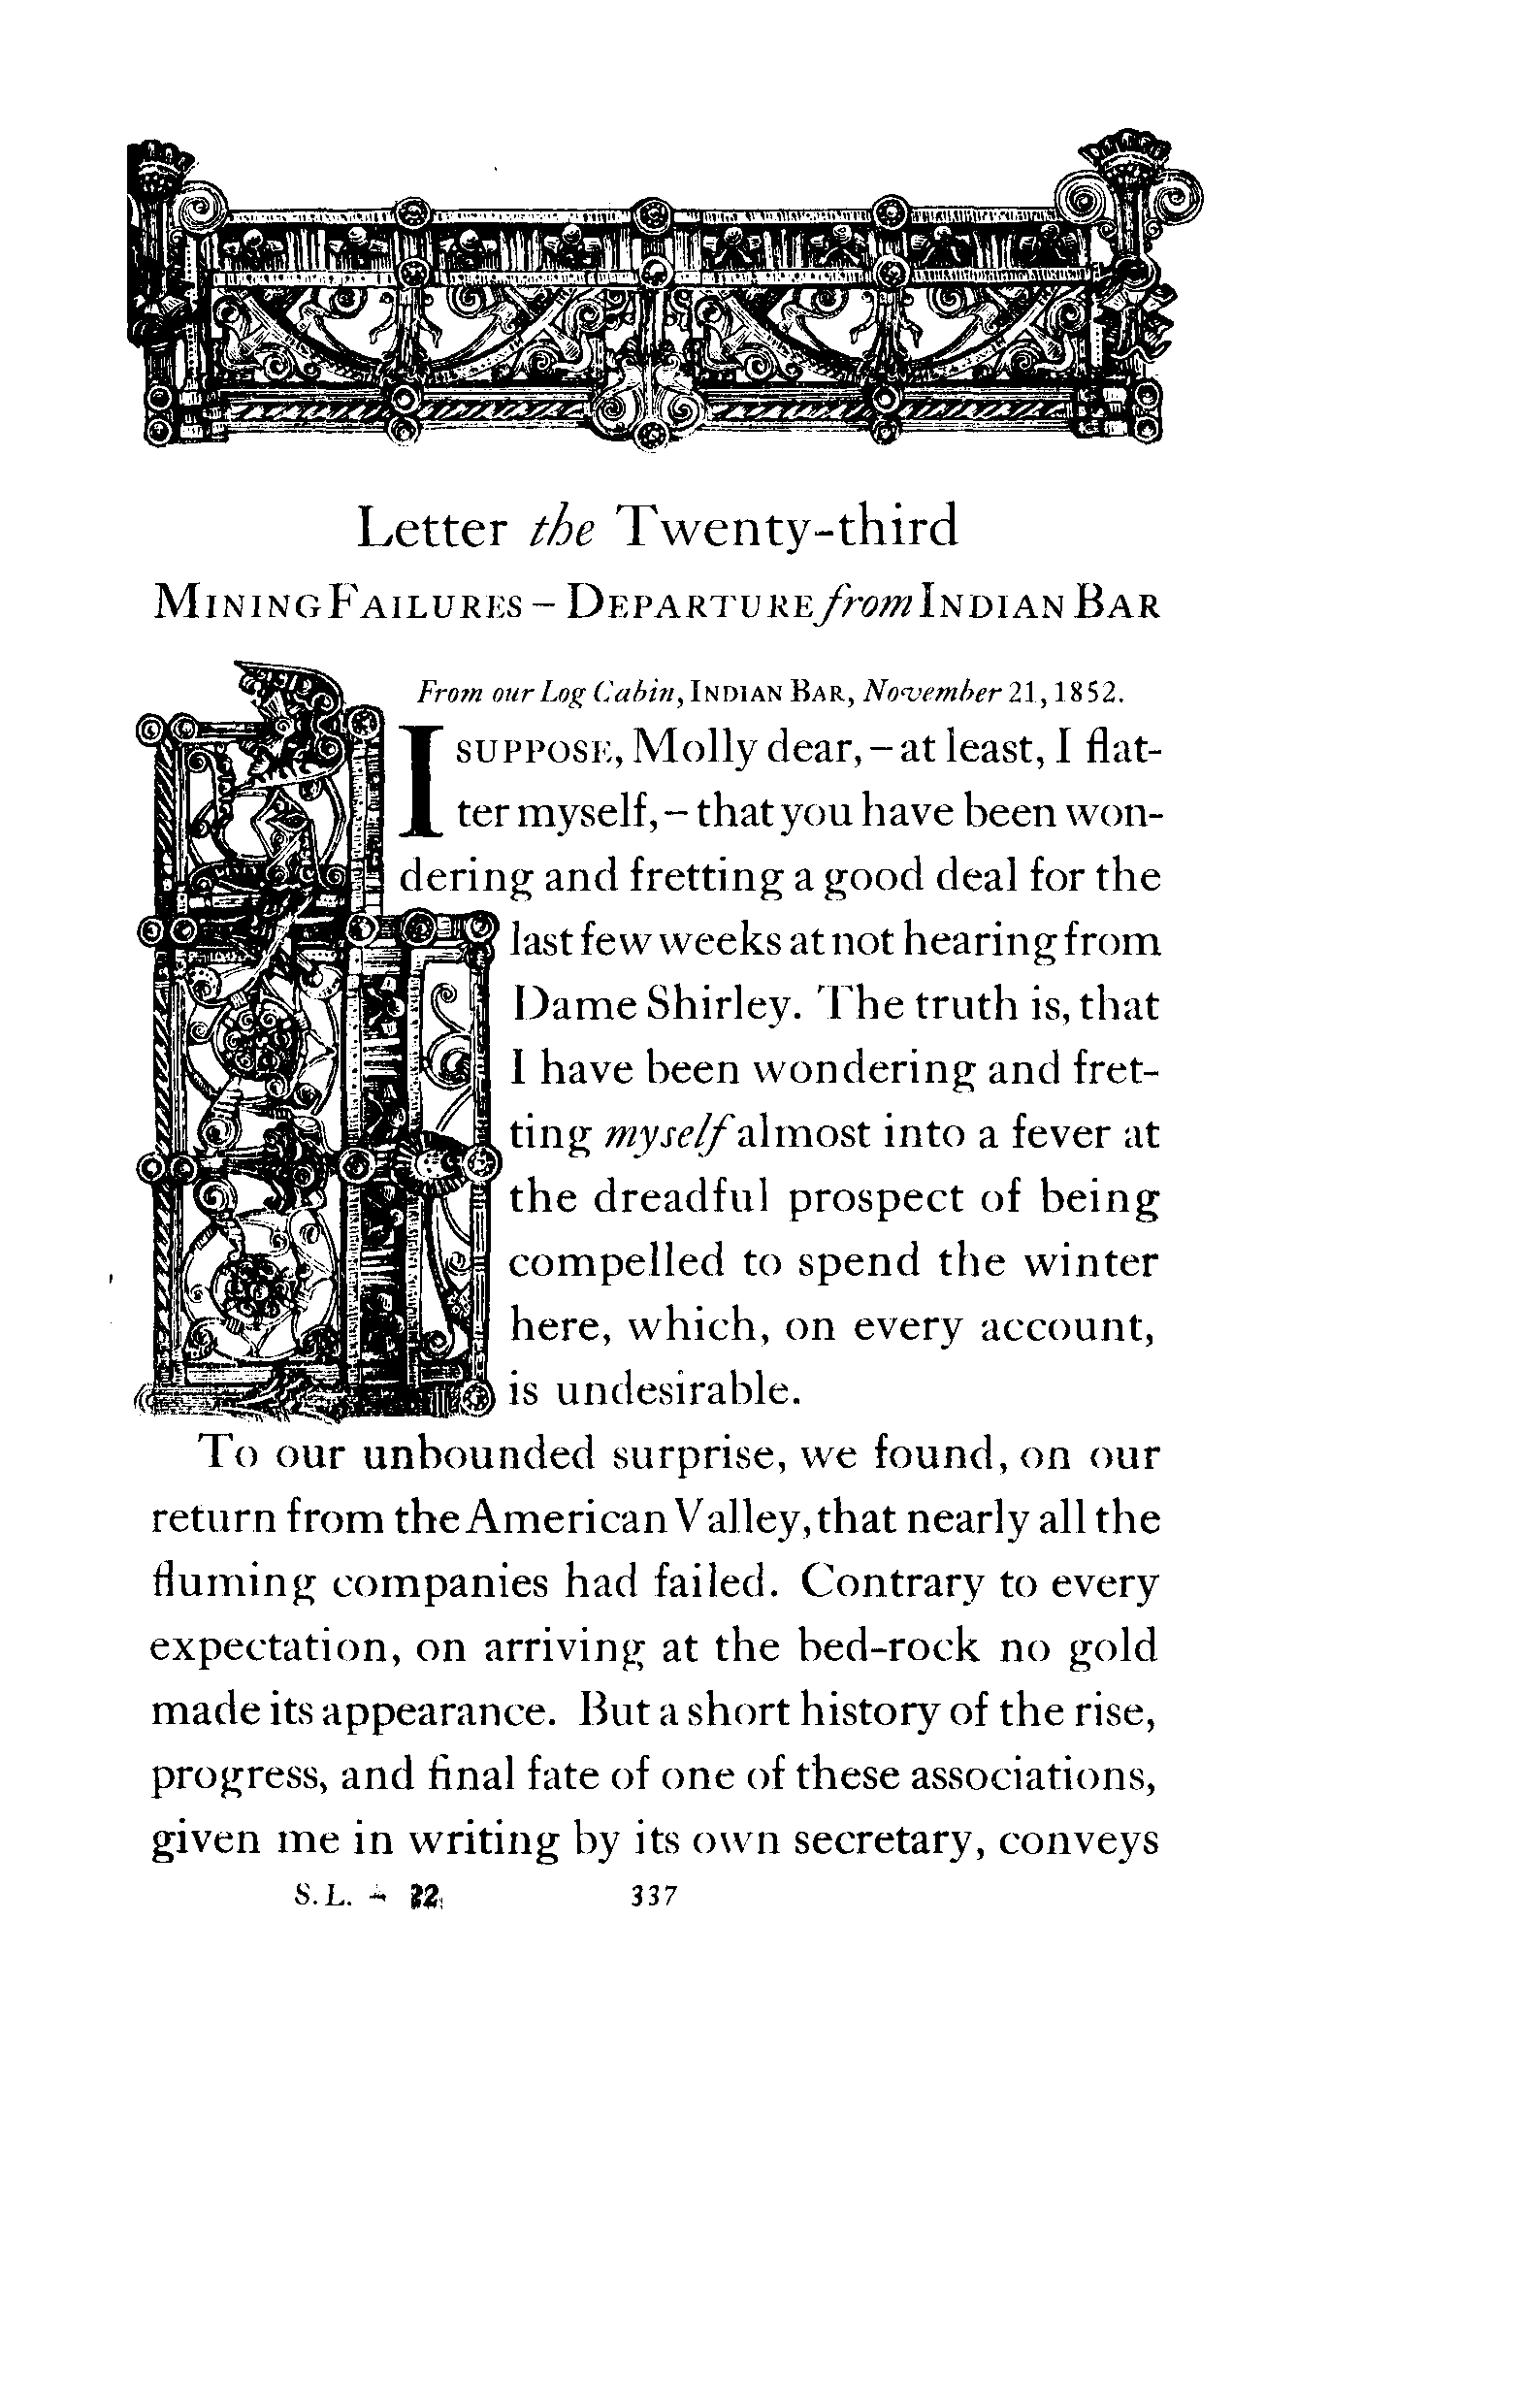 Letter the Twenty-third
MINING FAILURES – DEPARTURE from INDIAN BAR
From our Log Cabin, INDIAN BAR, November 21, 1852.
I SUPPOSE, Molly dear, – at least, I flat-
ter myself, – that you have been won-
dering and fretting a good deal for the
last few weeks at not hearing from
Dame Shirley. The truth is, that
I have been wondering and fret-
ting myself almost into a fever at
the dreadful prospect of being
compelled to spend the winter
here, which, on every account,
is undesirable.
To our unbounded surprise, we found, on our
return from the American Valley, that nearly all the
fluming companies had failed. Contrary to every
expectation, on arriving at the bed-rock no gold
made its appearance. But a short history of the rise,
progress, and final fate of one of these associations,
given me in writing by its own secretary, conveys
S.L. – 22 337